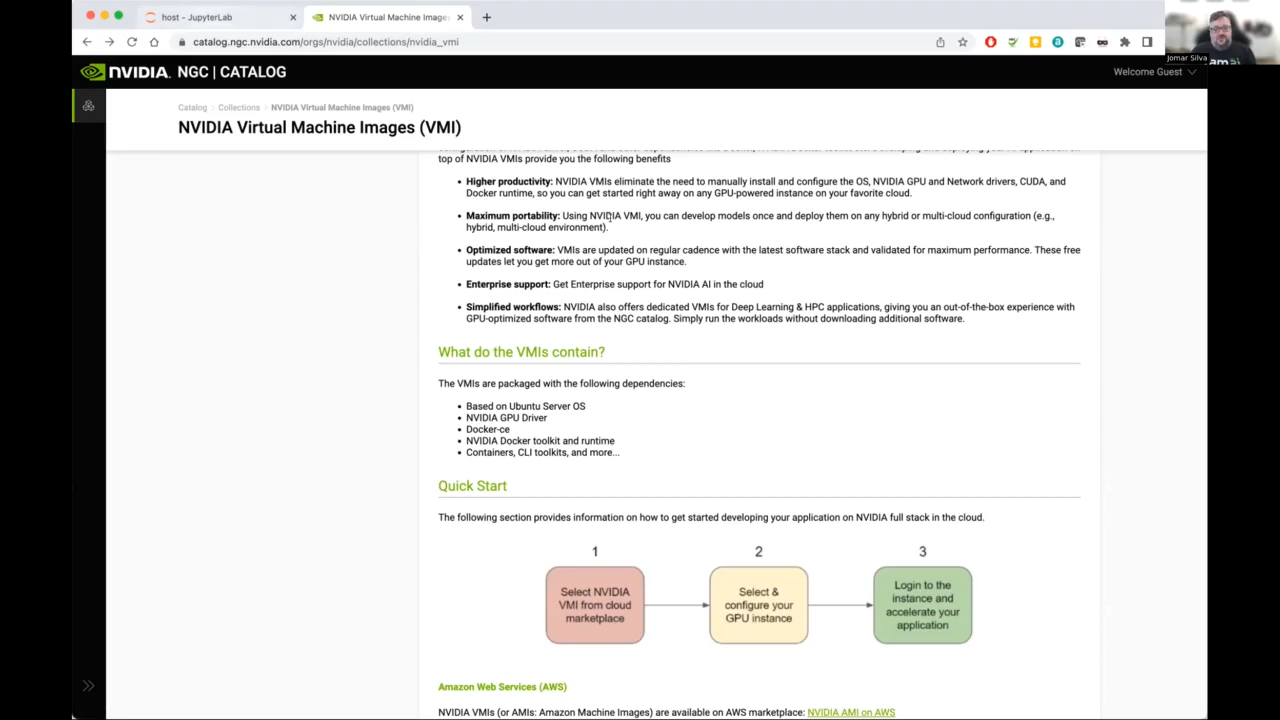 host - JupyterLab
NVIDIA Virtual Machine Images
catalog.ngc.nvidia.com/orgs/nvidia/collections/nvidia_vmi
Jomar Silva
NVIDIA. NGC | CATALOG
Welcome Guest
Catalog > Collections > NVIDIA Virtual Machine Images (VMI)
NVIDIA Virtual Machine Images (VMI)
top of NVIDIA VMIs provide you the following benefits
• Higher productivity: NVIDIA VMIs eliminate the need to manually install and configure the OS, NVIDIA GPU and Network drivers, CUDA, and
Docker runtime, so you can get started right away on any GPU-powered instance on your favorite cloud.
• Maximum portability: Using NVIDIA VMI, you can develop models once and deploy them on any hybrid or multi-cloud configuration (e.g.,
hybrid, multi-cloud environment).
• Optimized software: VMIs are updated on regular cadence with the latest software stack and validated for maximum performance. These free
updates let you get more out of your GPU instance.
• Enterprise support: Get Enterprise support for NVIDIA AI in the cloud
• Simplified workflows: NVIDIA also offers dedicated VMIs for Deep Learning & HPC applications, giving you an out-of-the-box experience with
GPU-optimized software from the NGC catalog. Simply run the workloads without downloading additional software.
What do the VMIs contain?
The VMIs are packaged with the following dependencies:
• Based on Ubuntu Server OS
• NVIDIA GPU Driver
• Docker-ce
• NVIDIA Docker toolkit and runtime
• Containers, CLI toolkits, and more...
Quick Start
The following section provides information on how to get started developing your application on NVIDIA full stack in the cloud.
1
2
3
Select NVIDIA
VMI from cloud
marketplace
Select &
configure your
GPU instance
Login to the
instance and
accelerate your
application
Amazon Web Services (AWS)
NVIDIA VMIs (or AMIs: Amazon Machine Images) are available on AWS marketplace: NVIDIA AMI on AWS